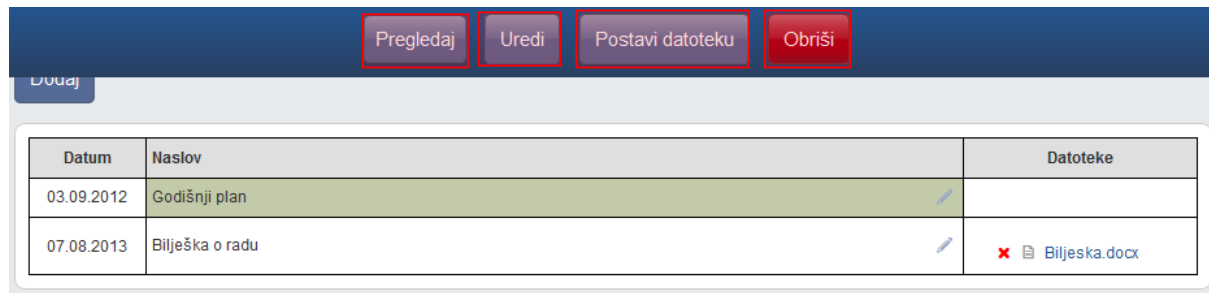 Pregledaj Uredi Postavi datoteku Obriši
Dodaj
Datum Naslov Datoteke
03.09.2012 Godišnji plan
07.08.2013 Bilješka o radu Biljeska.docx